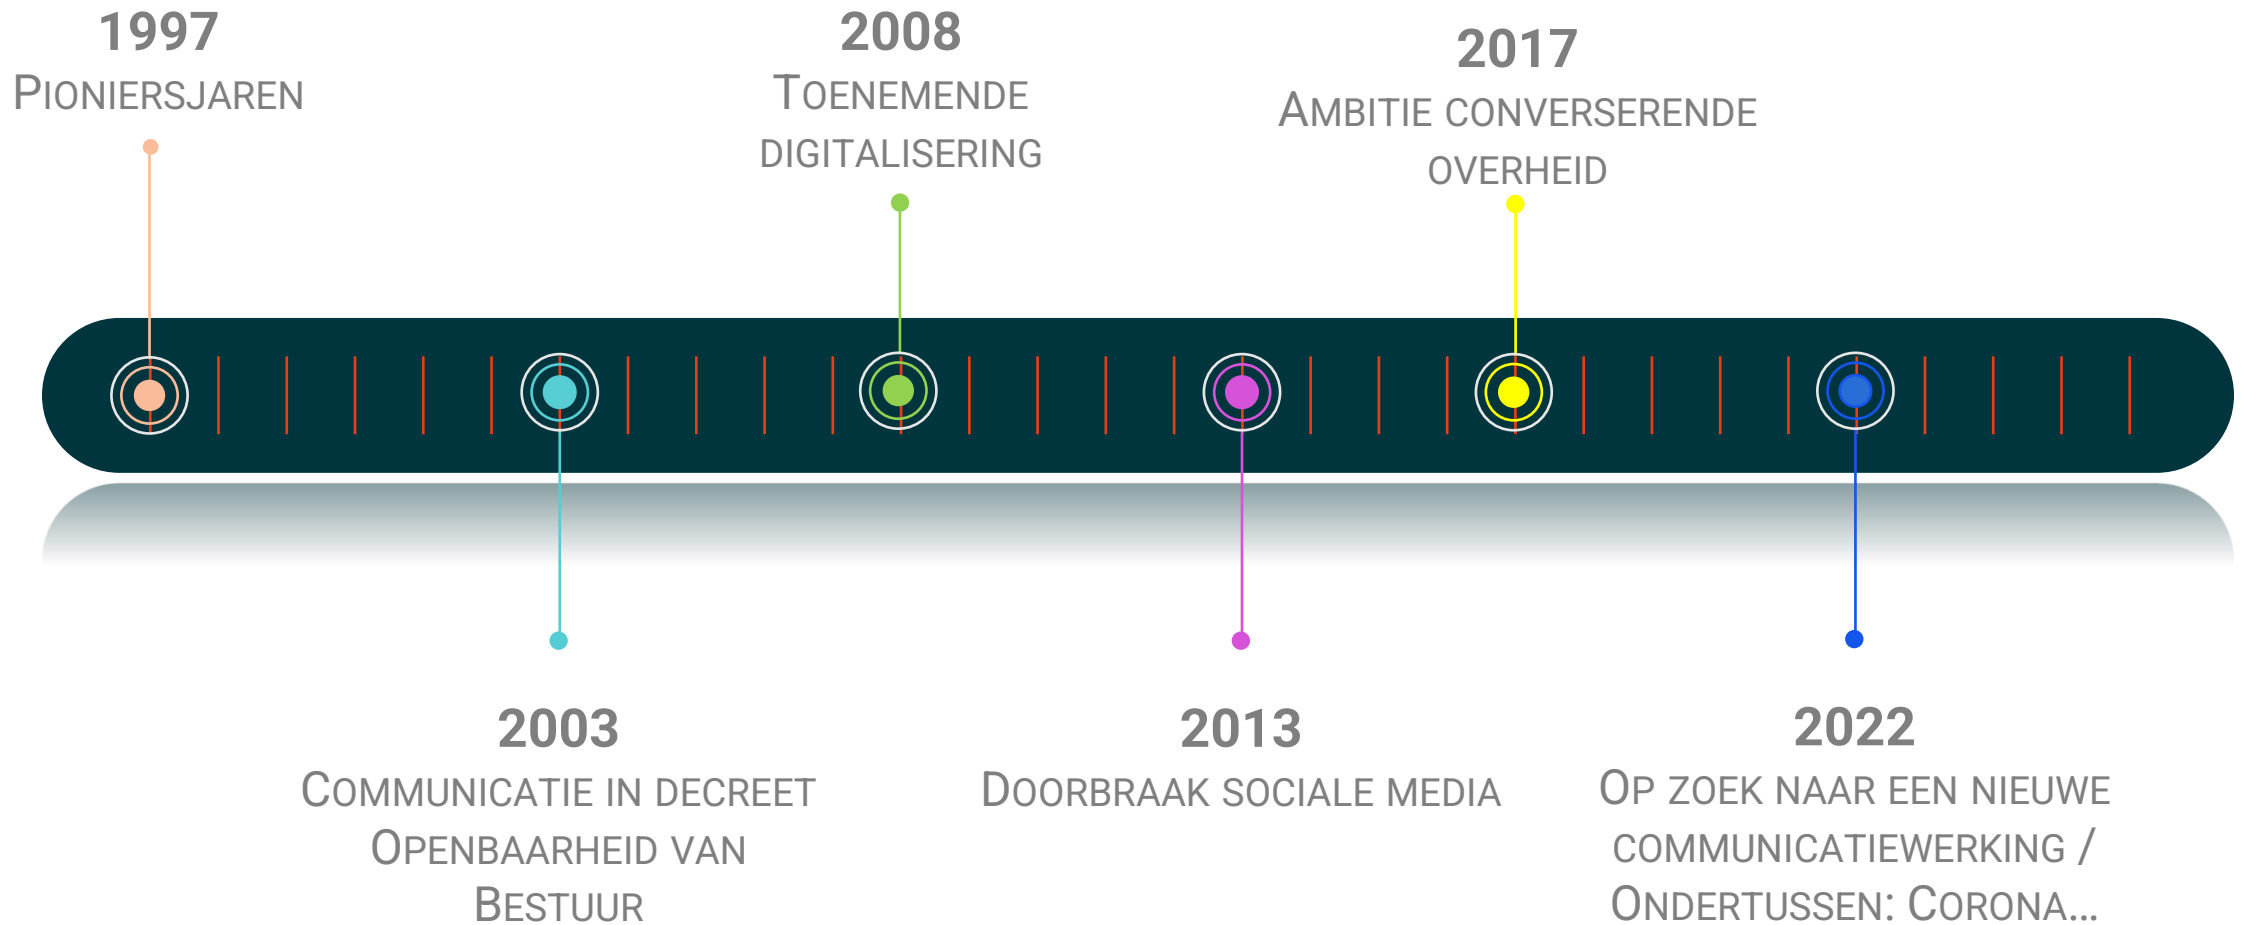 1997
Pioniersjaren
2008
Toenemende
digitalisering
2017
Ambitie converserende
overheid
2003
Communicatie in decreet
Openbaarheid van
Bestuur
2013
Doorbraak sociale media
2022
Op zoek naar een nieuwe
communicatiewerking /
Ondertussen: Corona...